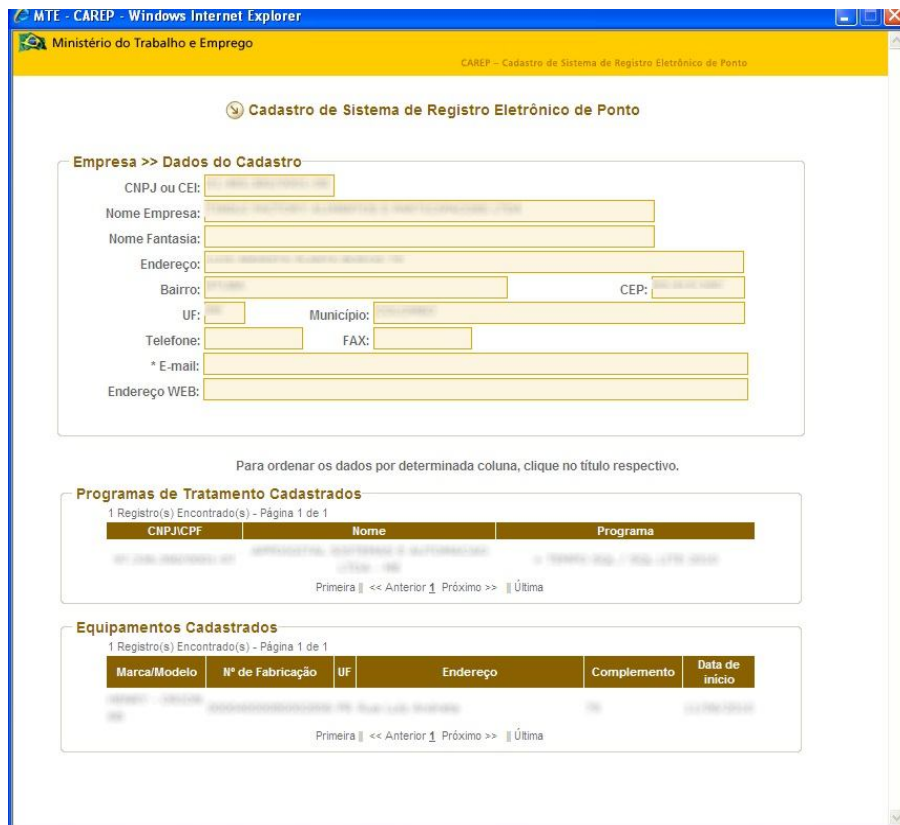 MTE - CAREP - Windows Internet Explorer
Ministério do Trabalho e Emprego
CAREP – Cadastro de Sistema de Registro Eletrônico de Ponto
Cadastro de Sistema de Registro Eletrônico de Ponto
Empresa >> Dados do Cadastro
CNPJ ou CEI:
Nome Empresa:
Nome Fantasia:
Endereço:
Bairro: CEP:
UF: Município:
Telefone: FAX:
* E-mail:
Endereço WEB:
Para ordenar os dados por determinada coluna, clique no título respectivo.
Programas de Tratamento Cadastrados
1 Registro(s) Encontrado(s) - Página 1 de 1
CNPJ\CPF Nome Programa
Primeira || << Anterior 1 Próximo >> || Última
Equipamentos Cadastrados
1 Registro(s) Encontrado(s) - Página 1 de 1
Marca/Modelo Nº de Fabricação UF Endereço Complemento Data de início
Primeira || << Anterior 1 Próximo >> || Última